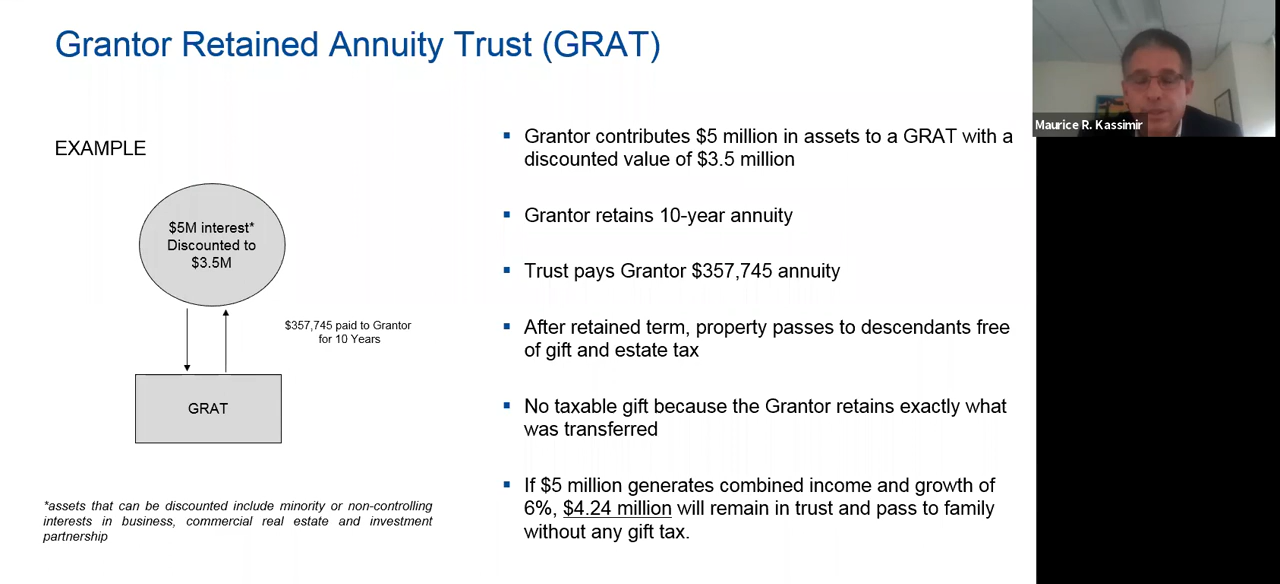 Grantor Retained Annuity Trust (GRAT)
Maurice R. Kassimir
EXAMPLE
$5M interest*
Discounted to
$3.5M
$357,745 paid to Grantor
for 10 Years
GRAT
*assets that can be discounted include minority or non-controlling
interests in business, commercial real estate and investment
partnership
▪ Grantor contributes $5 million in assets to a GRAT with a
discounted value of $3.5 million
▪ Grantor retains 10-year annuity
▪ Trust pays Grantor $357,745 annuity
▪ After retained term, property passes to descendants free
of gift and estate tax
▪ No taxable gift because the Grantor retains exactly what
was transferred
▪ If $5 million generates combined income and growth of
6%, $4.24 million will remain in trust and pass to family
without any gift tax.